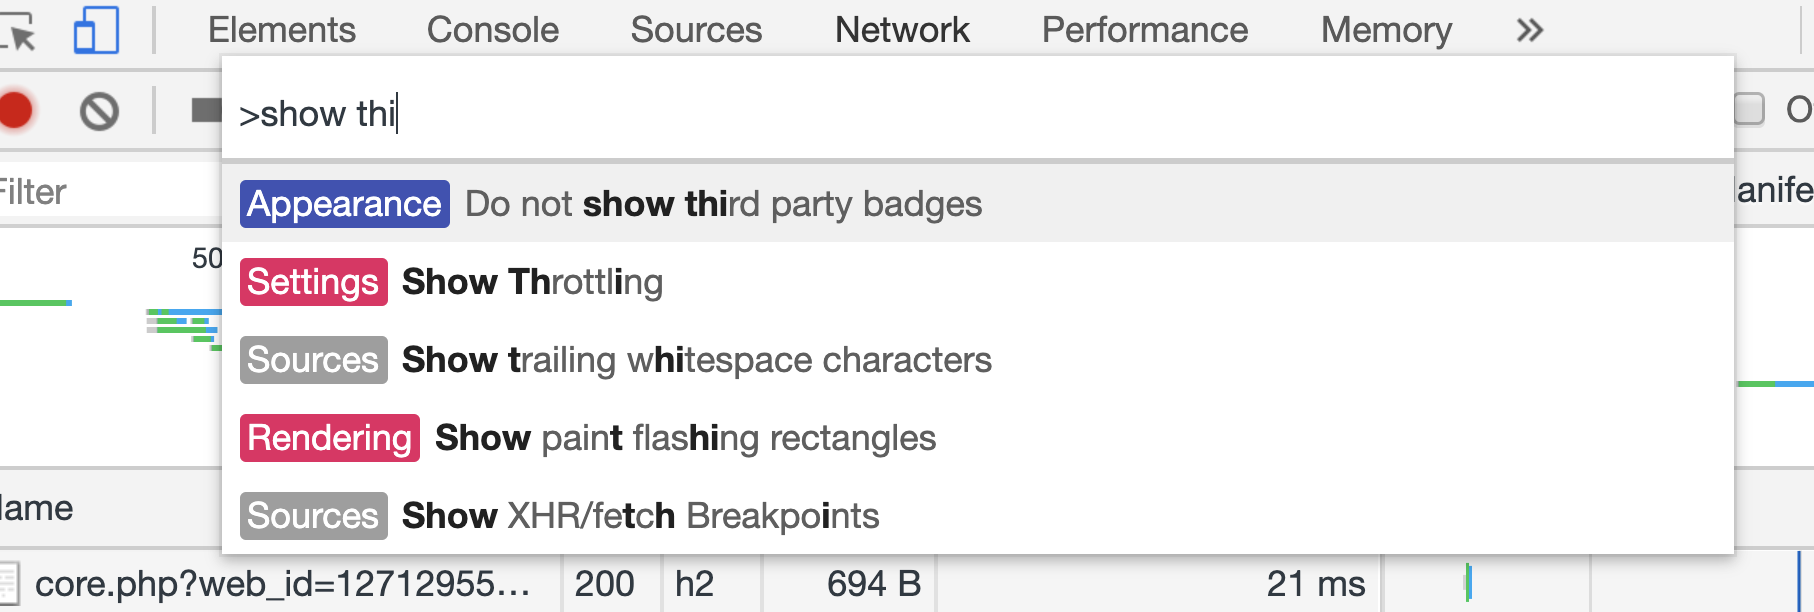 Elements Console Sources Network Performance Memory »
>show thi
Filter
50
Appearance Do not show third party badges
Settings Show Throttling
Sources Show trailing whitespace characters
Rendering Show paint flashing rectangles
Sources Show XHR/fetch Breakpoints
core.php?web_id=12712955... 200 h2 694 B 21 ms